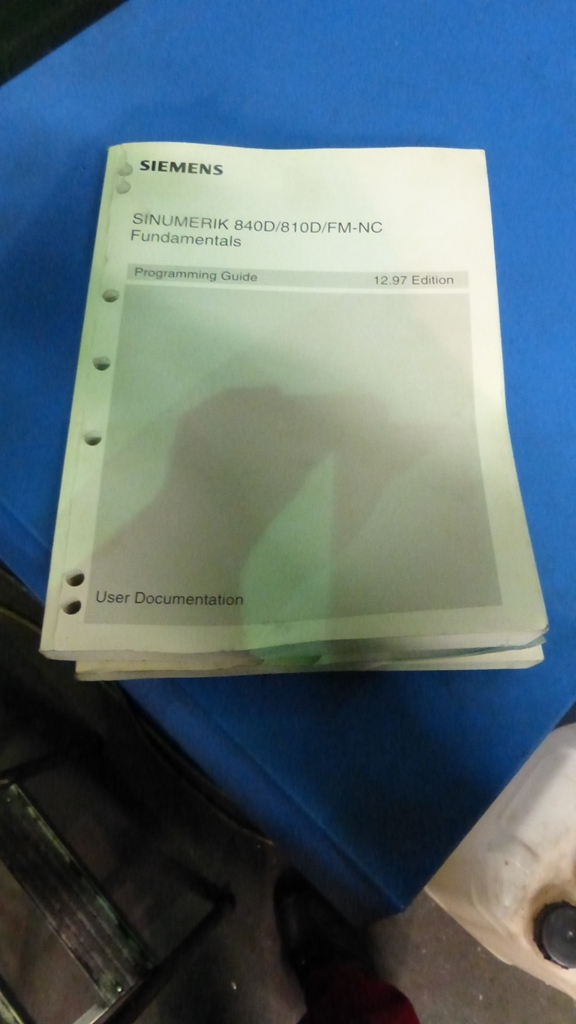 SIEMENS
SINUMERIK 840D/810D/FM-NC
Fundamentals
Programming Guide 12.97 Edition
User Documentation